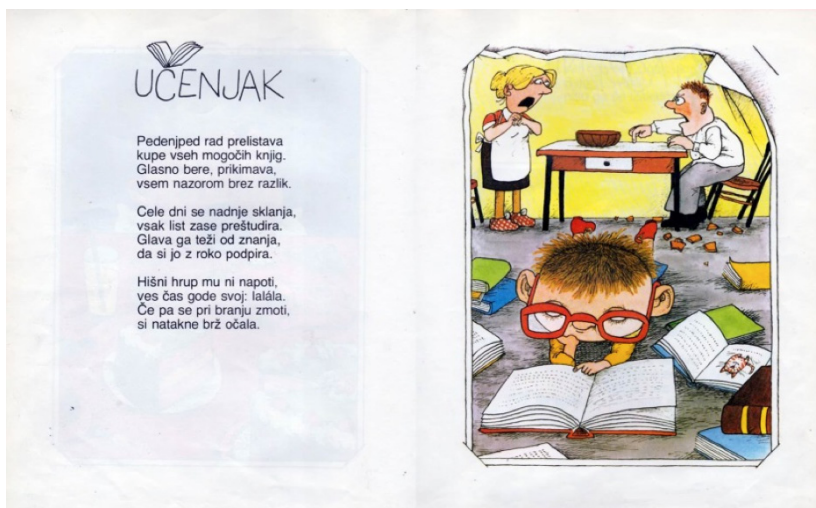 UČENJAK
Pedenjped rad prelistava
kupe vseh mogočih knjig.
Glasno bere, prikimava,
vsem nazorom brez razlik.
Cele dni se nadnje sklanja,
vsak list zase preštudira.
Glava ga teži od znanja,
da si jo z roko podpira.
Hišni hrup mu ni napoti,
ves čas gode svoj: lalála.
Če pa se pri branju zmoti,
si natakne brž očala.